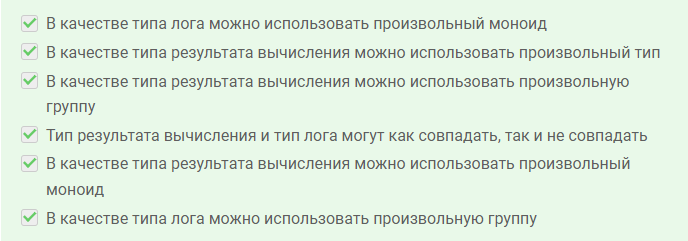 В качестве типа лога можно использовать произвольный моноид
В качестве типа результата вычисления можно использовать произвольный тип
В качестве типа результата вычисления можно использовать произвольную
группу
Тип результата вычисления и тип лога могут как совпадать, так и не совпадать
В качестве типа результата вычисления можно использовать произвольный
моноид
В качестве типа лога можно использовать произвольную группу